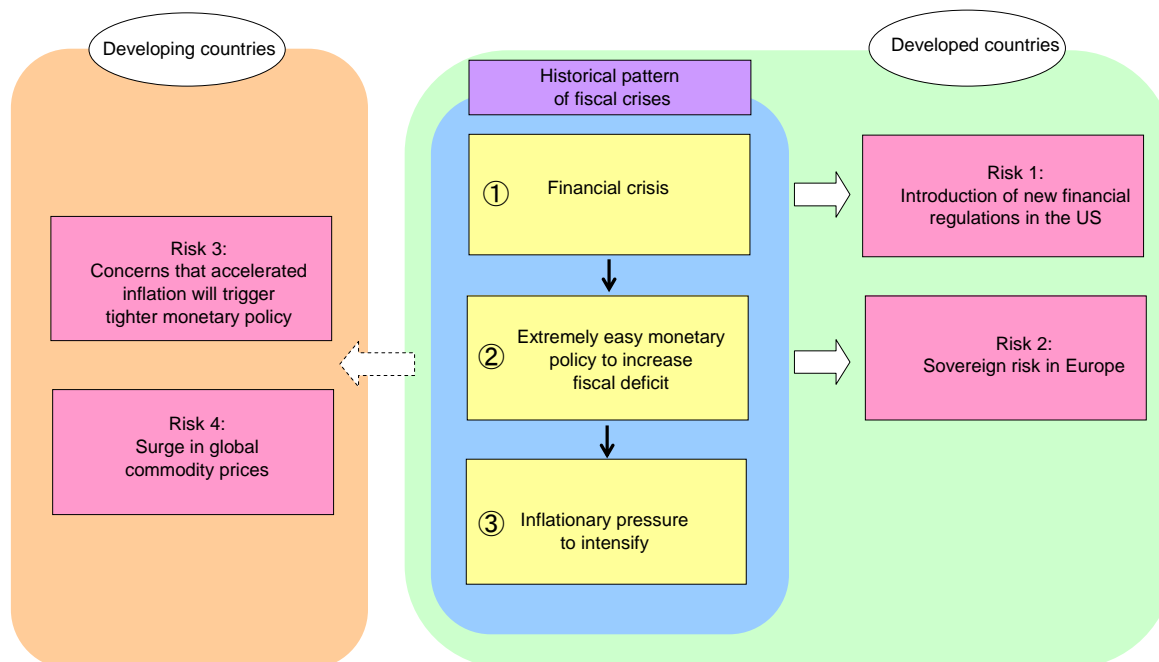 Developing countries
Developed countries
Historical pattern
of fiscal crises
① Financial crisis
Risk 1:
Introduction of new financial
regulations in the US
Risk 3:
Concerns that accelerated
inflation will trigger
tighter monetary policy
② Extremely easy monetary
policy to increase
fiscal deficit
Risk 2:
Sovereign risk in Europe
Risk 4:
Surge in global
commodity prices
③ Inflationary pressure
to intensify